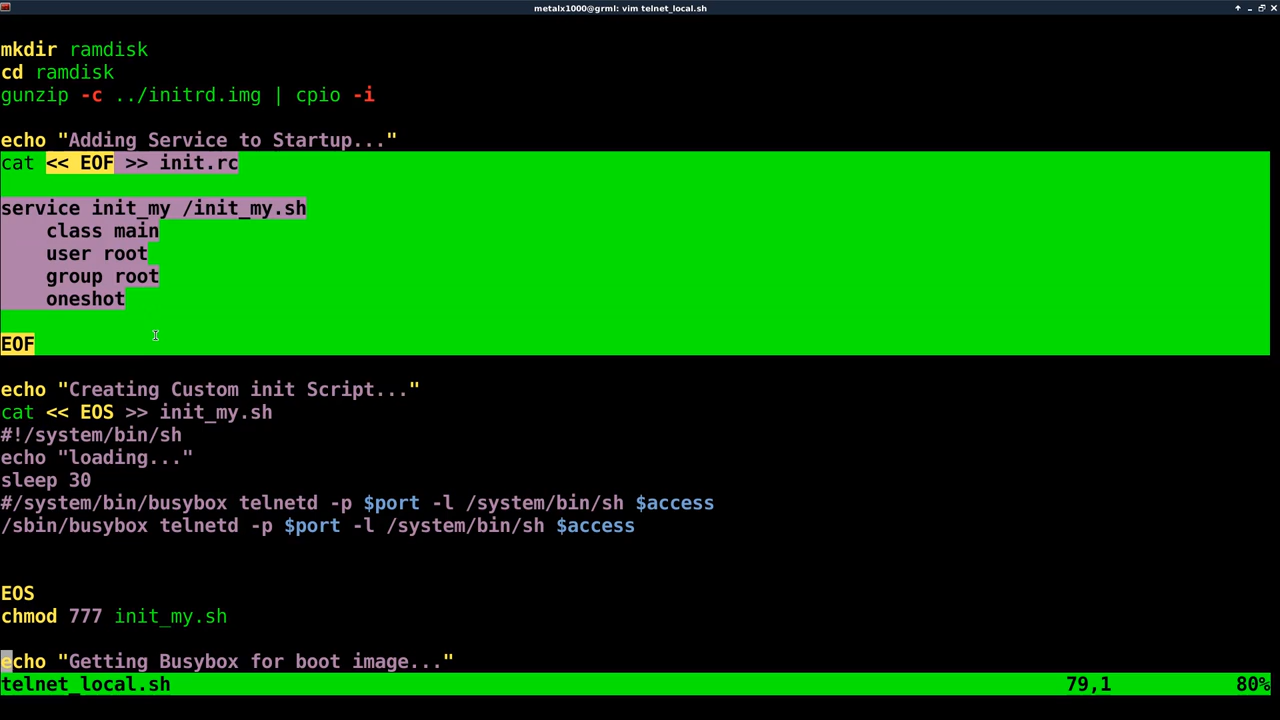 metalx1000@grml: vim telnet_local.sh
mkdir ramdisk
cd ramdisk
gunzip -c ../initrd.img | cpio -i
echo "Adding Service to Startup..."
cat << EOF >> init.rc
service init_my /init_my.sh
    class main
    user root
    group root
    oneshot
EOF
echo "Creating Custom init Script..."
cat << EOS >> init_my.sh
#!/system/bin/sh
echo "loading..."
sleep 30
#/system/bin/busybox telnetd -p $port -l /system/bin/sh $access
/sbin/busybox telnetd -p $port -l /system/bin/sh $access
EOS
chmod 777 init_my.sh
echo "Getting Busybox for boot image..."
telnet_local.sh 79,1 80%